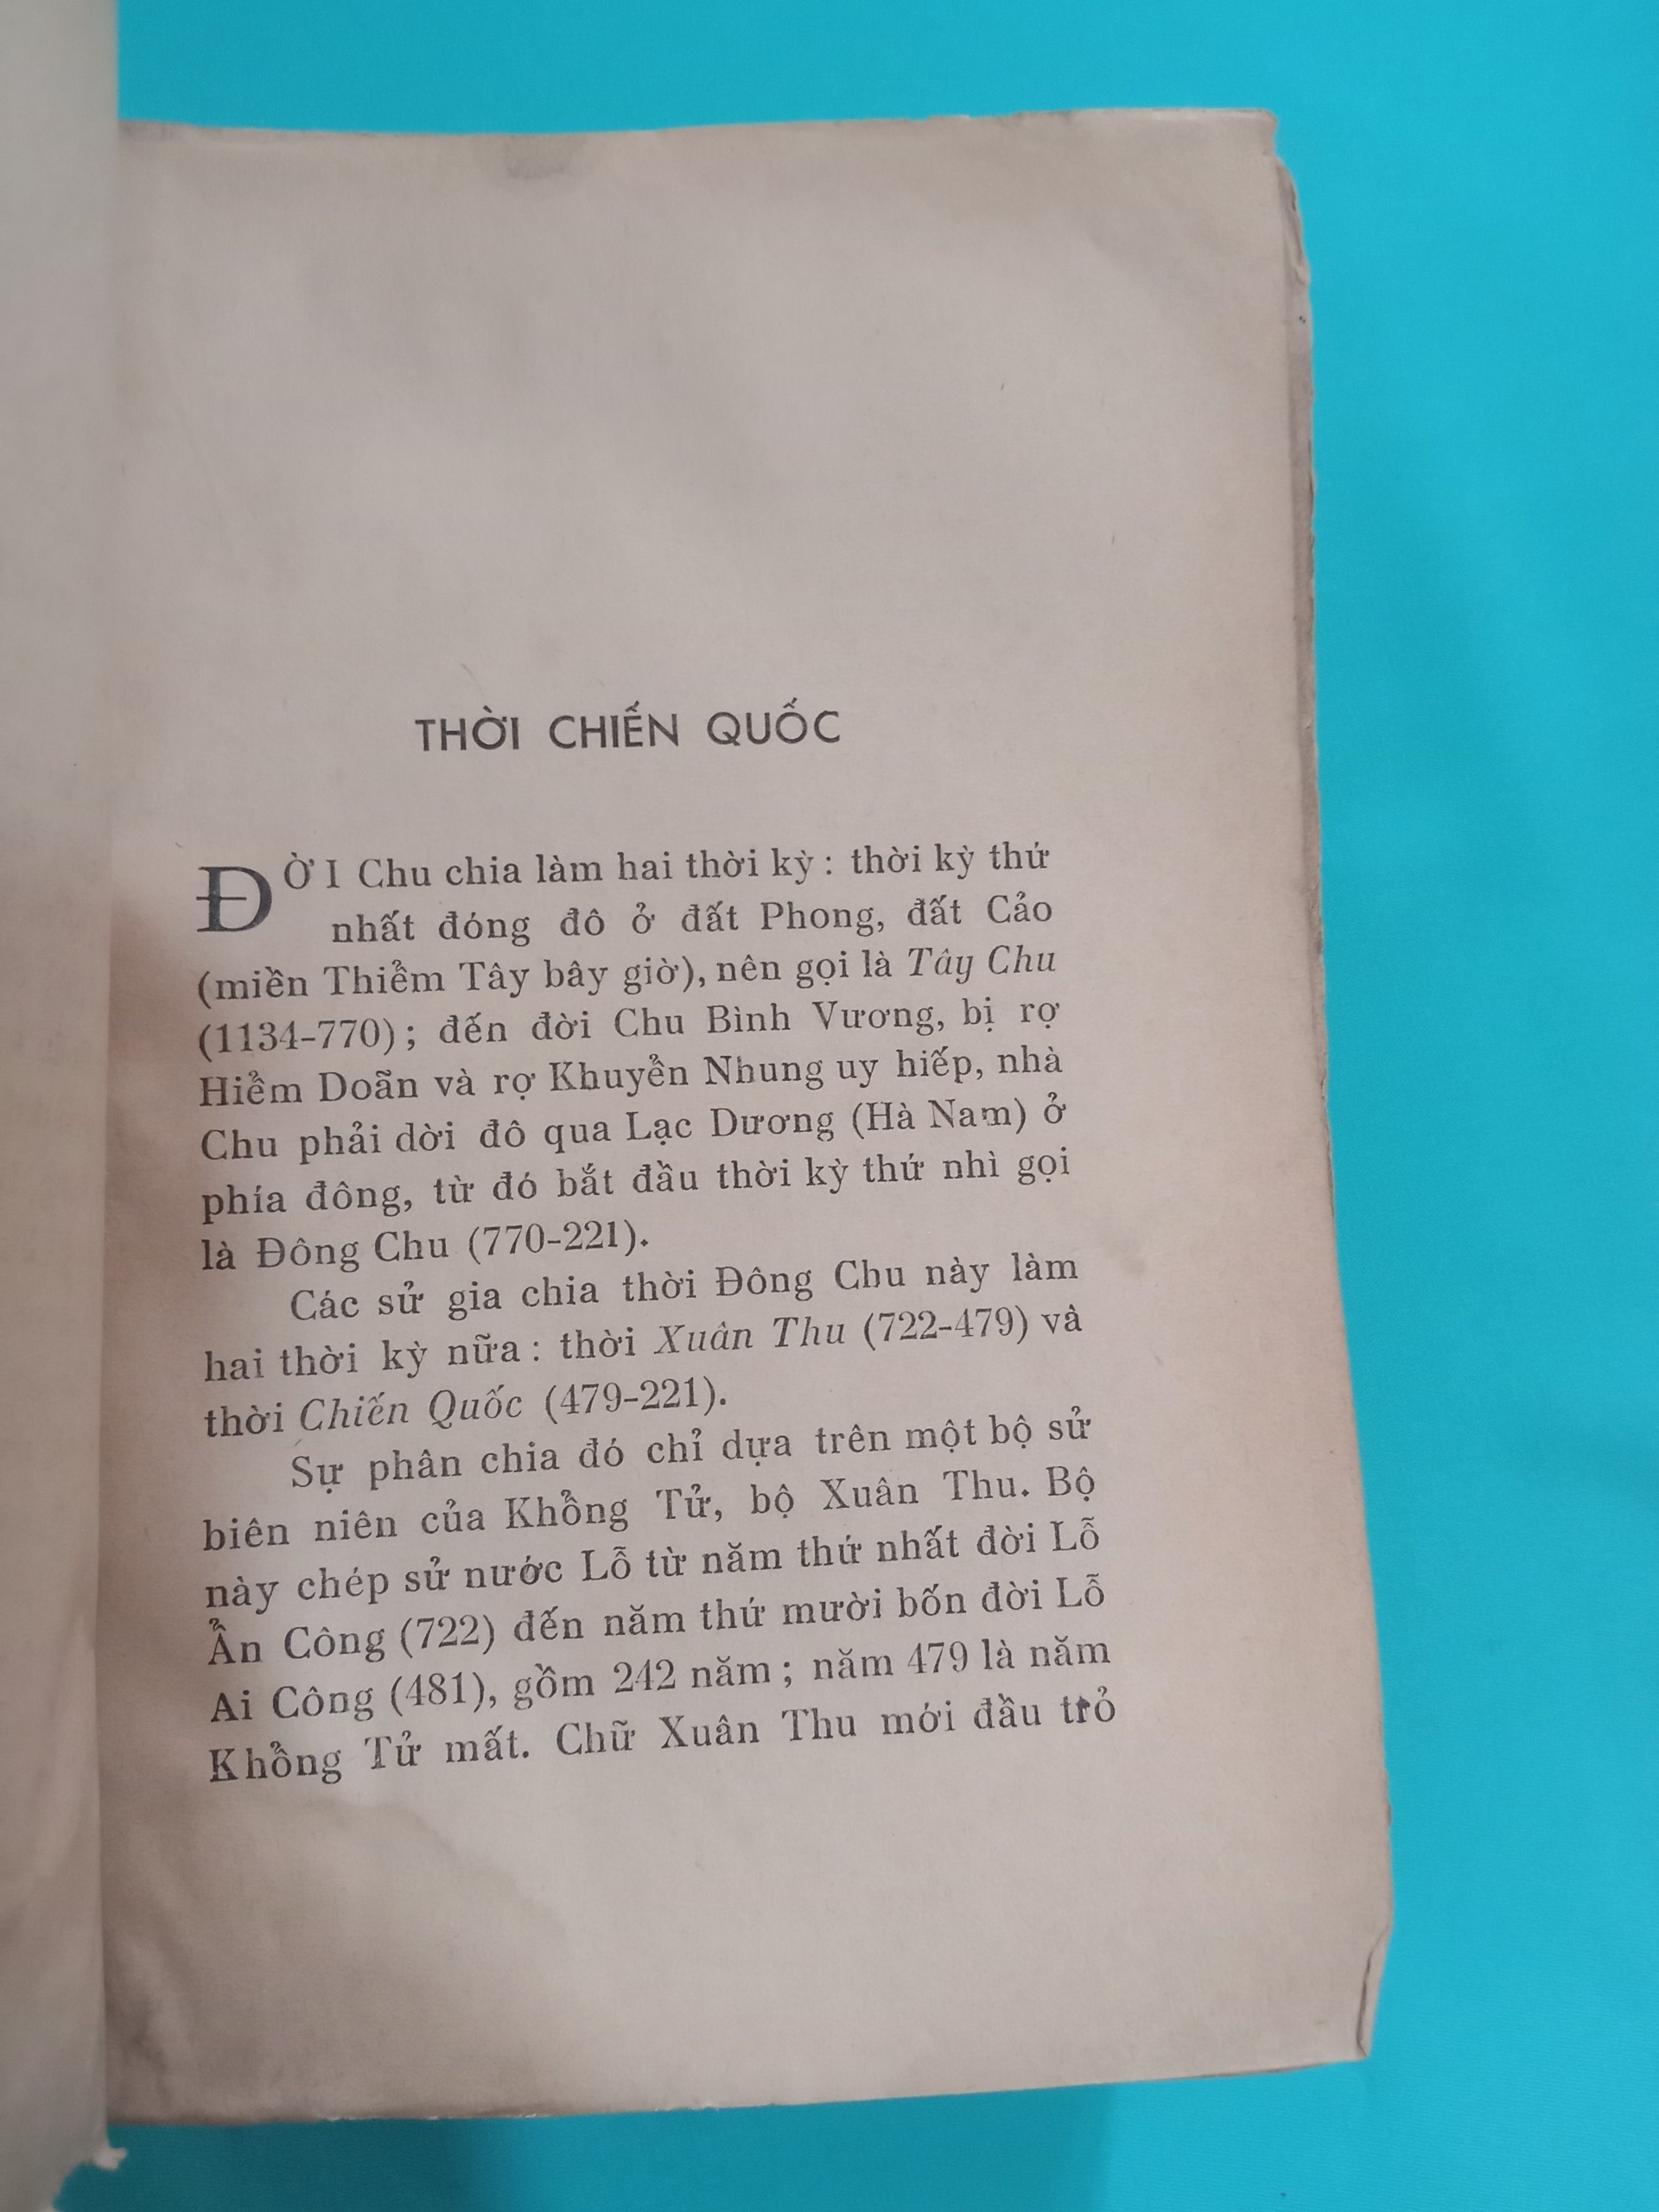 THỜI CHIẾN QUỐC
ĐỜI Chu chia làm hai thời kỳ : thời kỳ thứ
nhất đóng đô ở đất Phong, đất Cảo
(miền Thiểm Tây bây giờ), nên gọi là Tây Chu
(1134-770) ; đến đời Chu Bình Vương, bị rợ
Hiểm Doãn và rợ Khuyển Nhung uy hiếp, nhà
Chu phải dời đô qua Lạc Dương (Hà Nam) ở
phía đông, từ đó bắt đầu thời kỳ thứ nhì gọi
là Đông Chu (770-221).
Các sử gia chia thời Đông Chu này làm
hai thời kỳ nữa : thời Xuân Thu (722-479) và
thời Chiến Quốc (479-221).
Sự phân chia đó chỉ dựa trên một bộ sử
biên niên của Khổng Tử, bộ Xuân Thu. Bộ
này chép sử nước Lỗ từ năm thứ nhất đời Lỗ
Ẩn Công (722) đến năm thứ mười bốn đời Lỗ
Ai Công (481), gồm 242 năm ; năm 479 là năm
Khổng Tử mất. Chữ Xuân Thu mới đầu trỏ